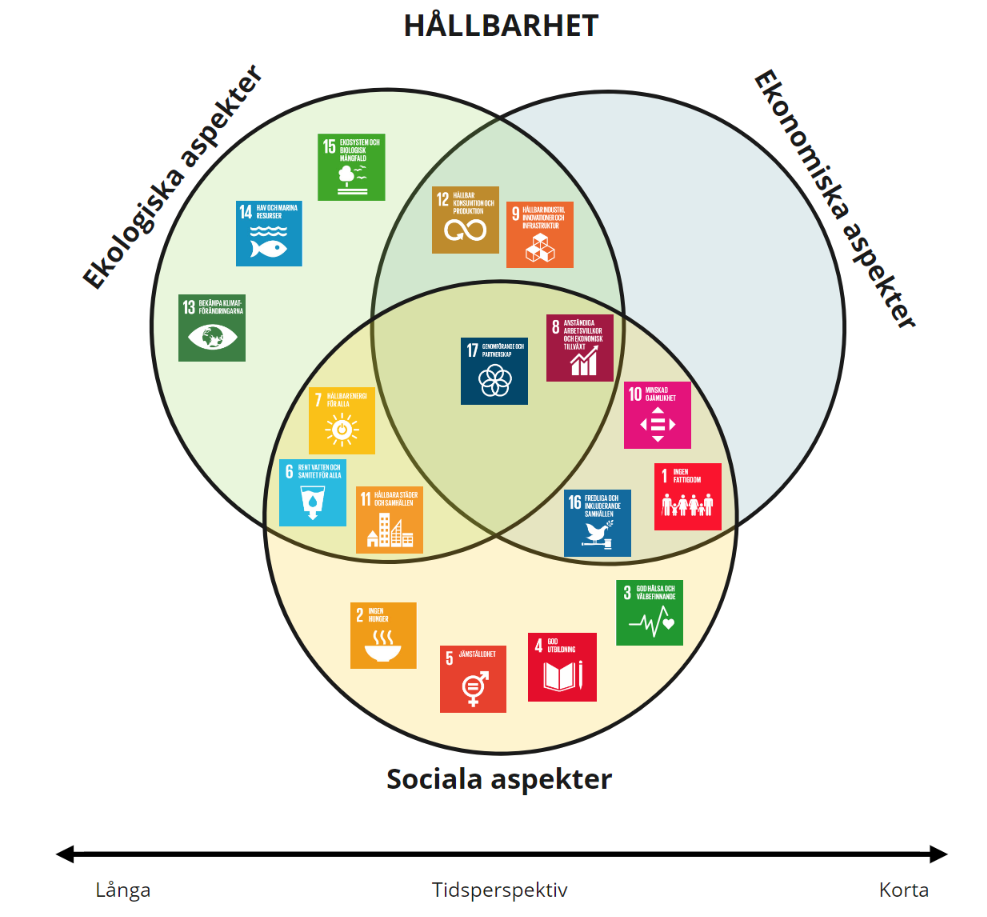 HÅLLBARHET
Ekologiska aspekter
Ekonomiska aspekter
15 EKOSYSTEM OCH
BIOLOGISK
MÅNGFALD
14 HAV OCH MARINA
RESURSER
12 HÅLLBAR
KONSUMTION OCH
PRODUKTION
9 HÅLLBAR INDUSTRI,
INNOVATIONER OCH
INFRASTRUKTUR
13 BEKÄMPA KLIMAT-
FÖRÄNDRINGARNA
8 ANSTÄNDIGA
ARBETSVILLKOR
OCH EKONOMISK
TILLVÄXT
17 GENOMFÖRANDE OCH
PARTNERSKAP
10 MINSKAD
OJÄMLIKHET
7 HÅLLBAR ENERGI
FÖR ALLA
6 RENT VATTEN OCH
SANITET FÖR ALLA
1 INGEN
FATTIGDOM
11 HÅLLBARA STÄDER
OCH SAMHÄLLEN
16 FREDLIGA OCH
INKLUDERANDE
SAMHÄLLEN
3 GOD HÄLSA OCH
VÄLBEFINNANDE
2 INGEN
HUNGER
5 JÄMSTÄLLDHET
4 GOD
UTBILDNING
Sociala aspekter
Långa
Tidsperspektiv
Korta